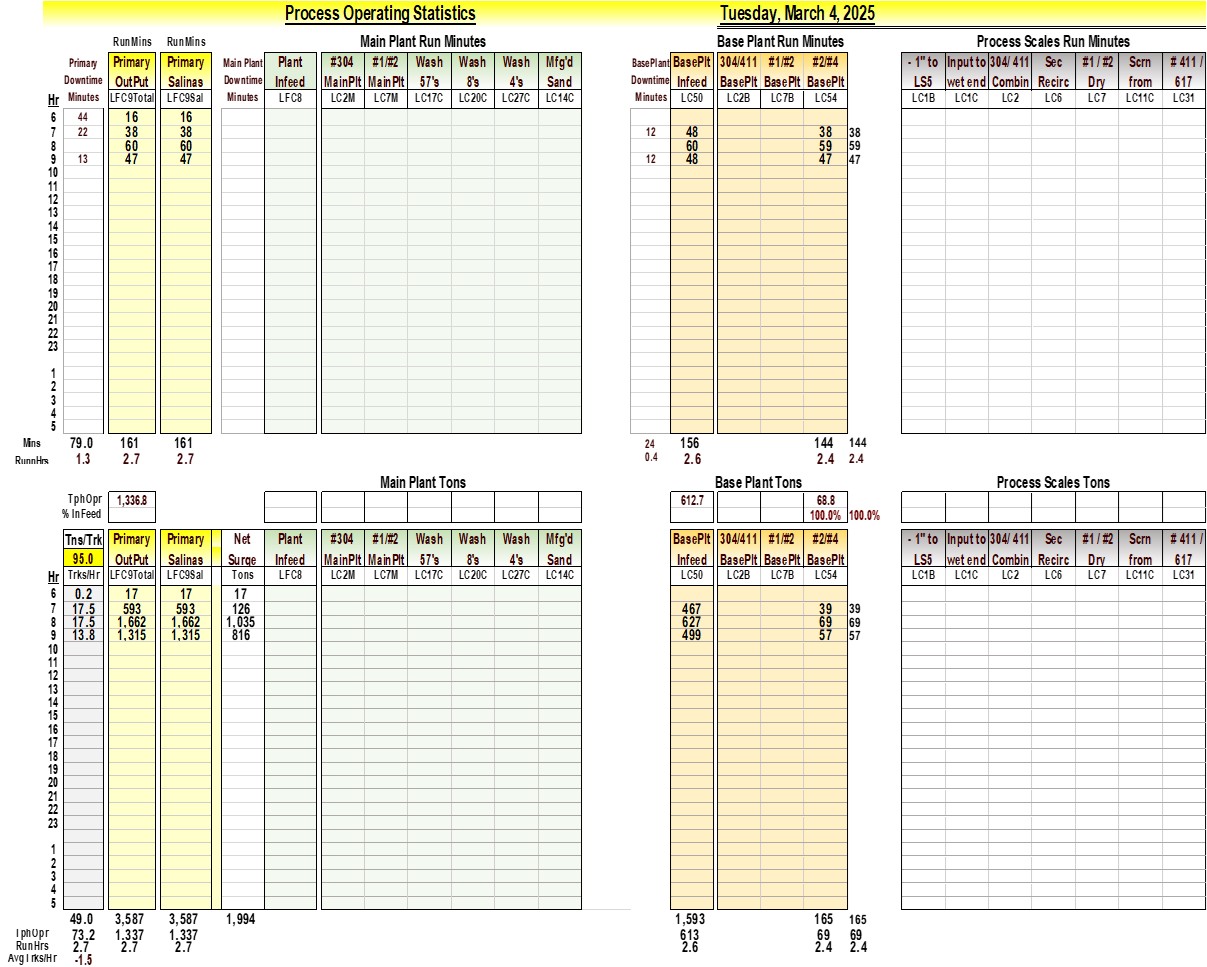 Process Operating Statistics Tuesday, March 4, 2025
RunMins RunMins Main Plant Run Minutes Base Plant Run Minutes Process Scales Run Minutes
Primary Primary Primary Main Plant Plant #304 #1/#2 Wash Wash Wash Mfg'd BasePlant BasePlt 304/411 #1/#2 #2/#4 - 1" to Input to 304/ 411 Sec #1 / #2 Scrn # 411 /
Downtime OutPut Salinas Downtime Infeed MainPlt MainPlt 57's 8's 4's Sand Downtime Infeed BasePlt BasePlt BasePlt LS5 wet end Combin Recirc Dry from 617
Hr Minutes LFC9Total LFC9Sal Minutes LFC8 LC2M LC7M LC17C LC20C LC27C LC14C Minutes LC50 LC2B LC7B LC54 LC1B LC1C LC2 LC6 LC7 LC11C LC31
6 44 16 16
7 22 38 38 12 48 38 38
8 60 60 60 59 59
9 13 47 47 12 48 47 47
10
11
12
13
14
15
16
17
18
19
20
21
22
23
1
2
3
4
5
Mins 79.0 161 161 24 156 144 144
RunnHrs 1.3 2.7 2.7 0.4 2.6 2.4 2.4
Main Plant Tons Base Plant Tons Process Scales Tons
TphOpr 1,336.8 612.7 68.8
% InFeed 100.0% 100.0%
Tns/Trk Primary Primary Net Plant #304 #1/#2 Wash Wash Wash Mfg'd BasePlt 304/411 #1/#2 #2/#4 - 1" to Input to 304/ 411 Sec #1 / #2 Scrn # 411 /
95.0 OutPut Salinas Surge Infeed MainPlt MainPlt 57's 8's 4's Sand Infeed BasePlt BasePlt BasePlt LS5 wet end Combin Recirc Dry from 617
Hr Trks/Hr LFC9Total LFC9Sal Tons LFC8 LC2M LC7M LC17C LC20C LC27C LC14C LC50 LC2B LC7B LC54 LC1B LC1C LC2 LC6 LC7 LC11C LC31
6 0.2 17 17 17
7 17.5 593 593 126 467 39 39
8 17.5 1,662 1,662 1,035 627 69 69
9 13.8 1,315 1,315 816 499 57 57
10
11
12
13
14
15
16
17
18
19
20
21
22
23
1
2
3
4
5
49.0 3,587 3,587 1,994 1,593 165 165
TphOpr 73.2 1,337 1,337 613 69 69
RunHrs 2.7 2.7 2.7 2.6 2.4 2.4
AvgTrks/Hr -1.5